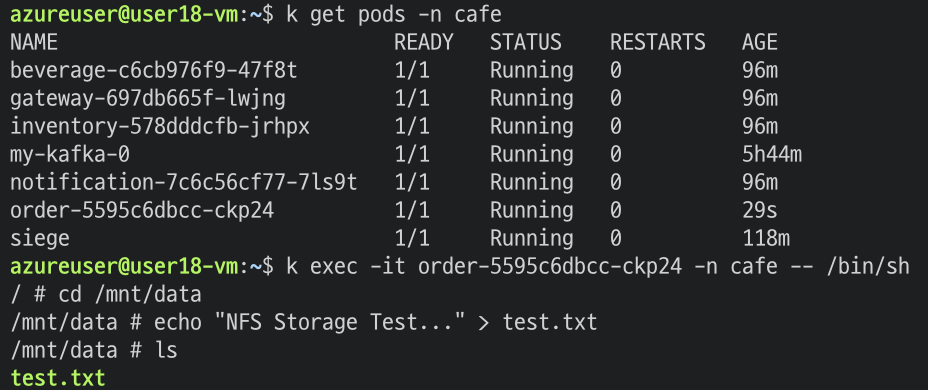 azureuser@user18-vm:~$ k get pods -n cafe
NAME READY STATUS RESTARTS AGE
beverage-c6cb976f9-47f8t 1/1 Running 0 96m
gateway-697db665f-lwjng 1/1 Running 0 96m
inventory-578dddcfb-jrhpx 1/1 Running 0 96m
my-kafka-0 1/1 Running 0 5h44m
notification-7c6c56cf77-7ls9t 1/1 Running 0 96m
order-5595c6dbcc-ckp24 1/1 Running 0 29s
siege 1/1 Running 0 118m
azureuser@user18-vm:~$ k exec -it order-5595c6dbcc-ckp24 -n cafe -- /bin/sh
/ # cd /mnt/data
/mnt/data # echo "NFS Storage Test..." > test.txt
/mnt/data # ls
test.txt